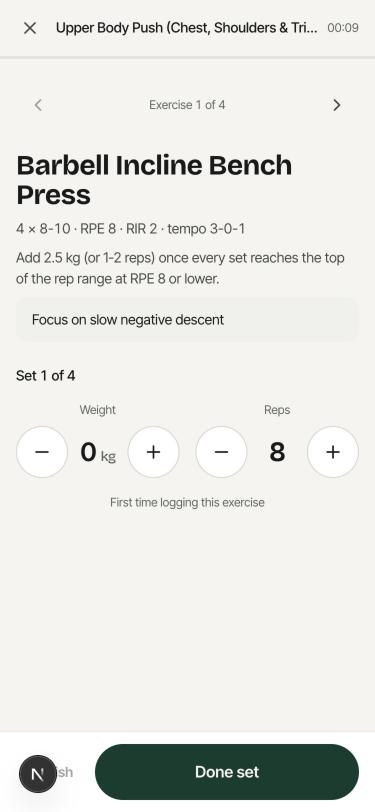 Upper Body Push (Chest, Shoulders & Tri... 00:09
Exercise 1 of 4
Barbell Incline Bench
Press
4 × 8-10 · RPE 8 · RIR 2 · tempo 3-0-1
Add 2.5 kg (or 1-2 reps) once every set reaches the top
of the rep range at RPE 8 or lower.
Focus on slow negative descent
Set 1 of 4
Weight Reps
− 0 kg + − 8 +
First time logging this exercise
N ish Done set